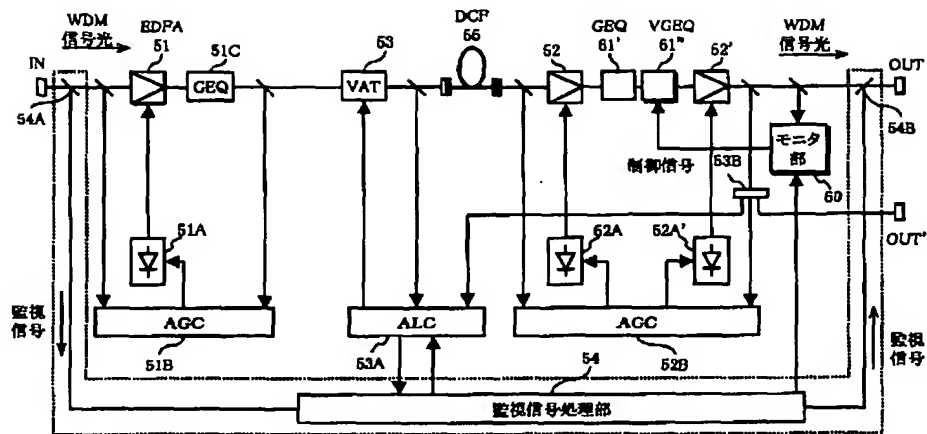 WDM
信号光
EDFA
51
51C
53
DCF
55
52
GEQ
61'
VGEQ
61"
52'
WDM
信号光
IN
OUT
GEQ
VAT
54A
54B
モニタ
部
制御信号
53B
60
OUT'
51A
52A
52A'
監視
信号
AGC
ALC
AGC
監視
信号
51B
53A
52B
54
監視信号処理部